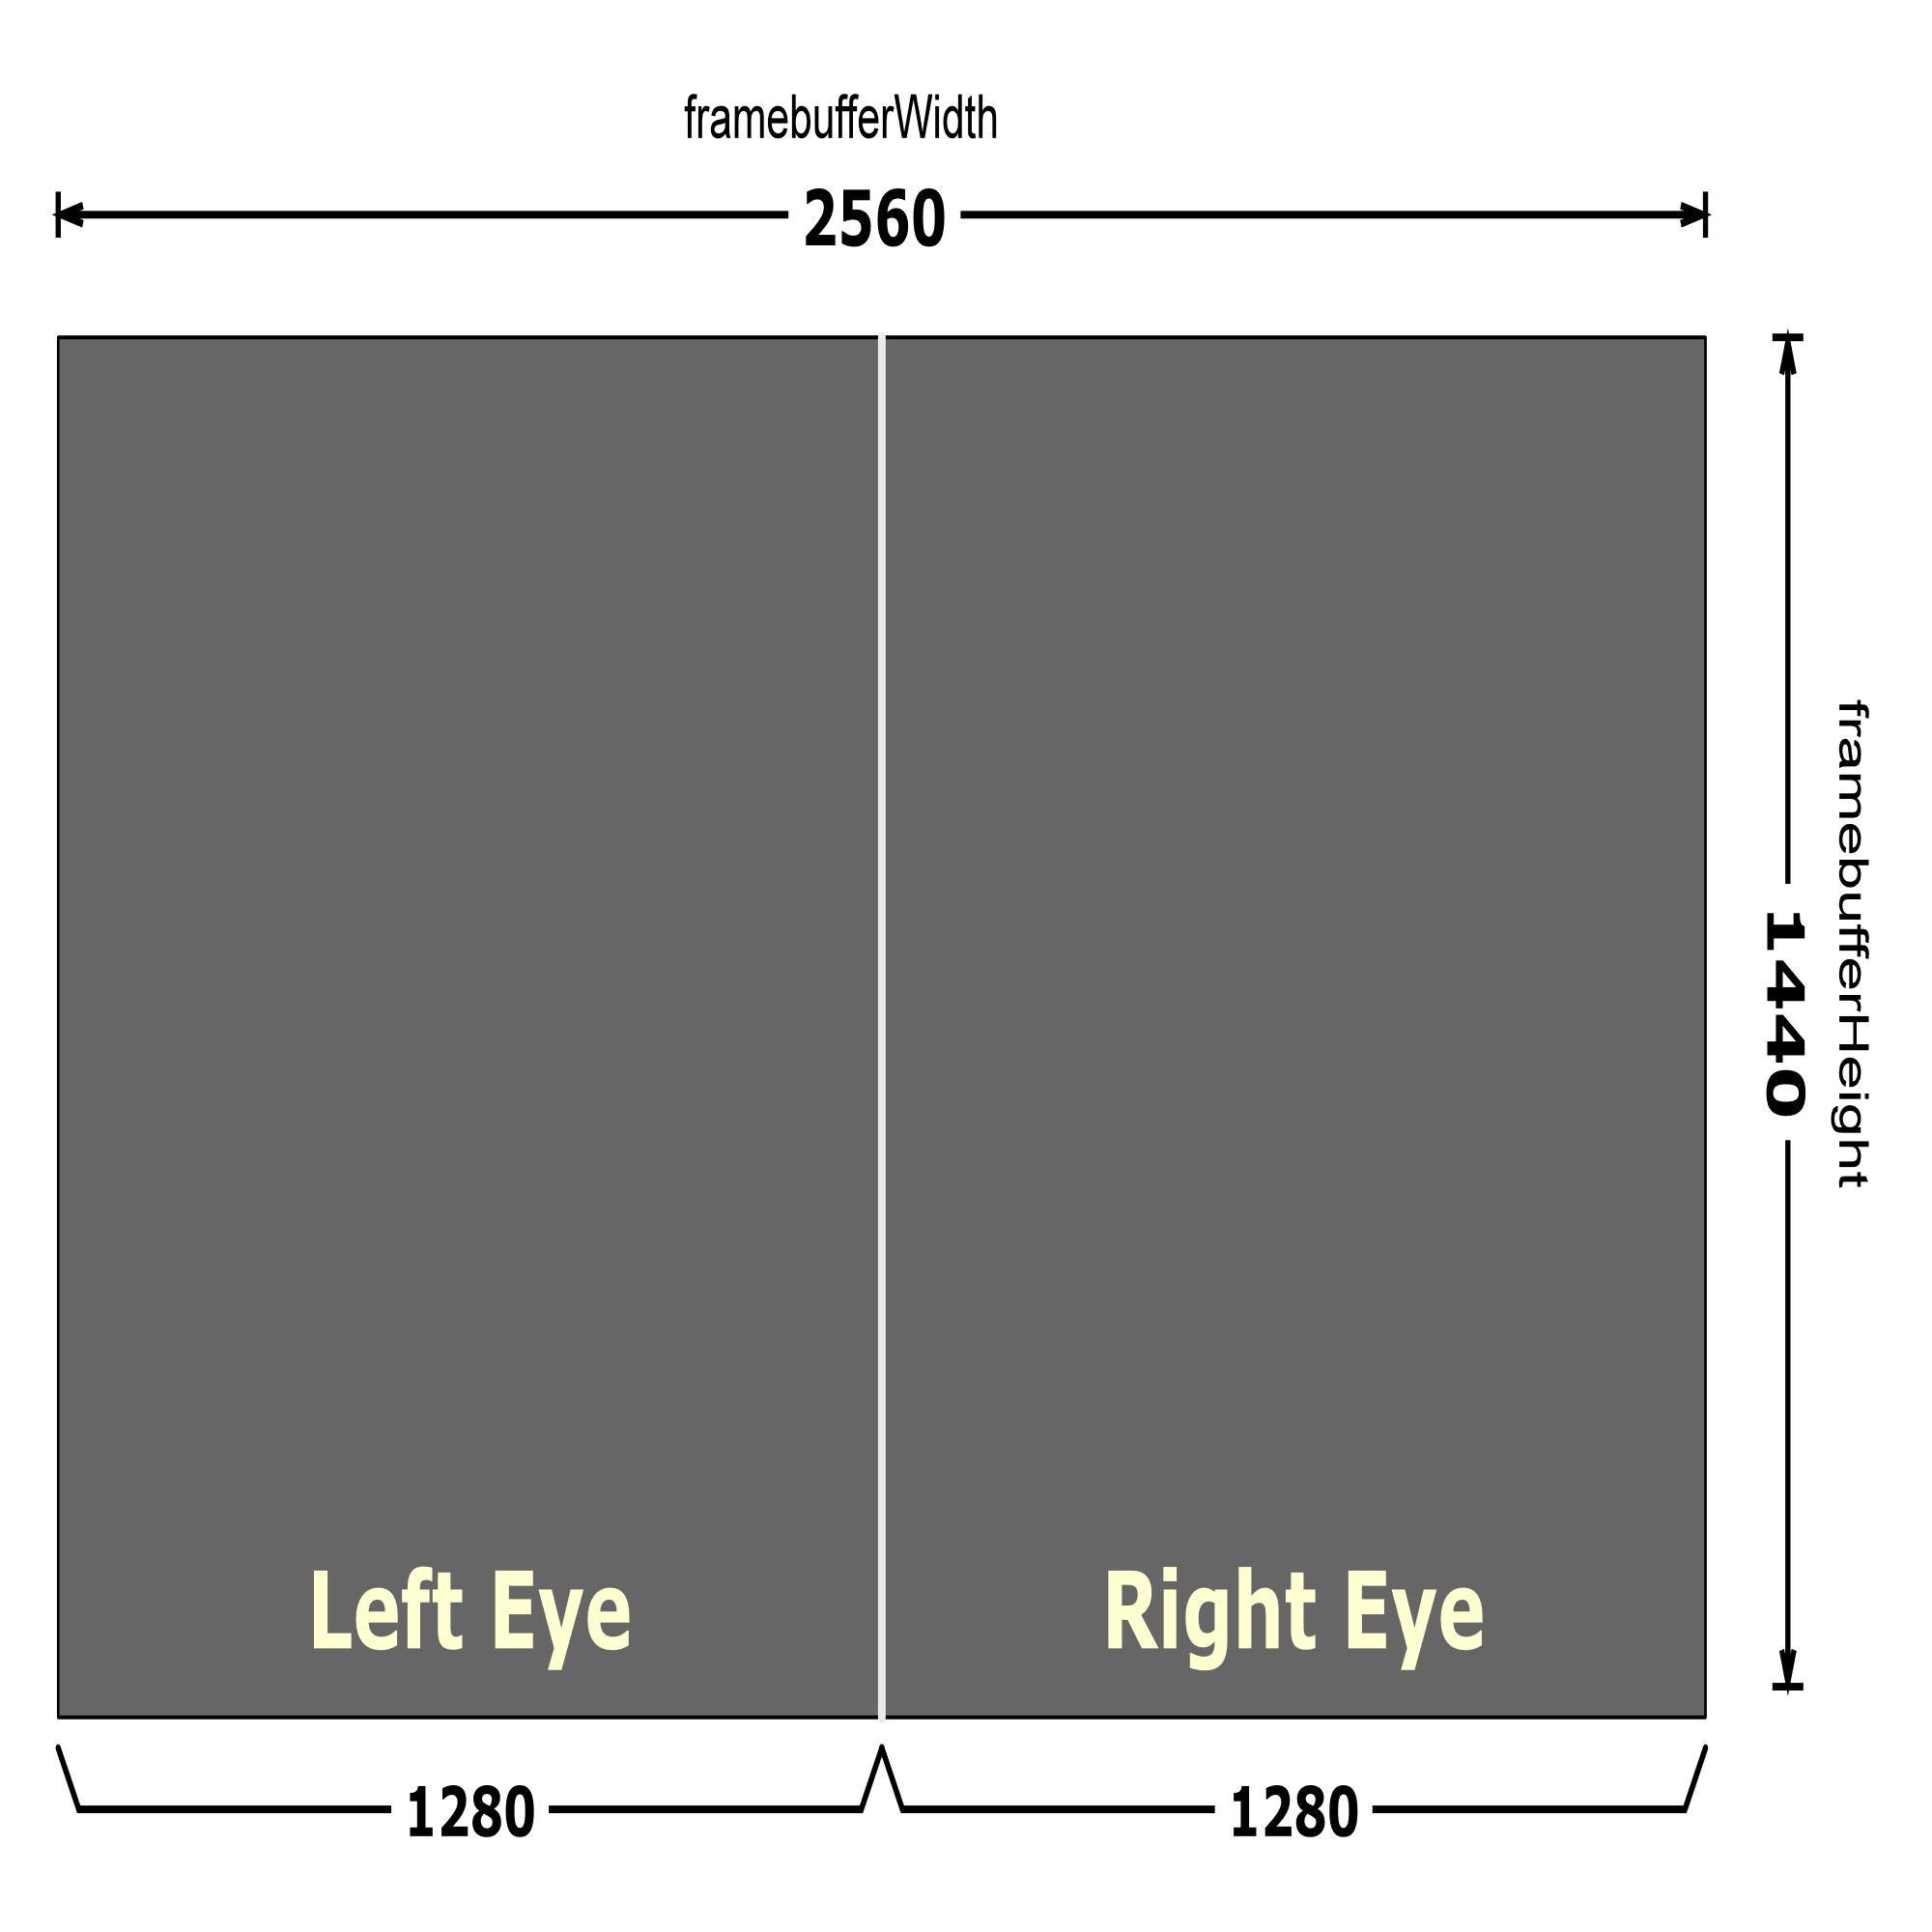 framebufferWidth
2560
1440
framebufferHeight
Left Eye
Right Eye
1280
1280